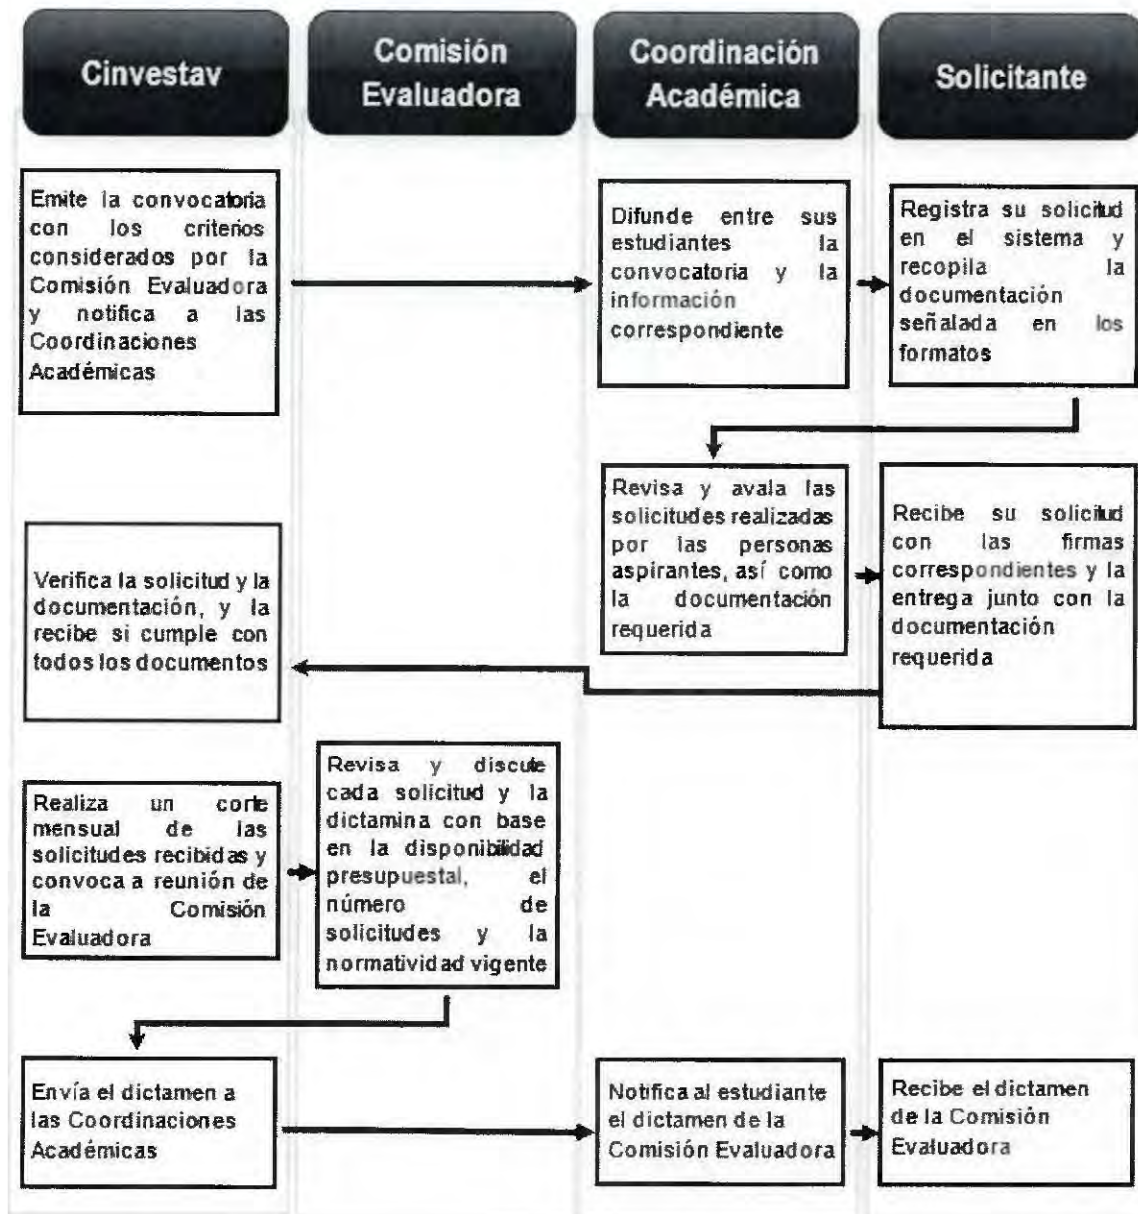 Cinvestav
Comisión
Evaluadora
Coordinación
Académica
Solicitante
Emite la convocatoria
con los criterios
considerados por la
Comisión Evaluadora
y notifica a las
Coordinaciones
Académicas
Difunde entre sus
estudiantes la
convocatoria y la
información
correspondiente
Registra su solicitud
en el sistema y
recopila la
documentación
señalada en los
formatos
Revisa y avala las
solicitudes realizadas
por las personas
aspirantes, así como
la documentación
requerida
Recibe su solicitud
con las firmas
correspondientes y la
entrega junto con la
documentación
requerida
Verifica la solicitud y la
documentación, y la
recibe si cumple con
todos los documentos
Realiza un corte
mensual de las
solicitudes recibidas y
convoca a reunión de
la Comisión
Evaluadora
Revisa y discute
cada solicitud y la
dictamina con base
en la disponibilidad
presupuestal, el
número de
solicitudes y la
normatividad vigente
Envía el dictamen a
las Coordinaciones
Académicas
Notifica al estudiante
el dictamen de la
Comisión Evaluadora
Recibe el dictamen
de la Comisión
Evaluadora